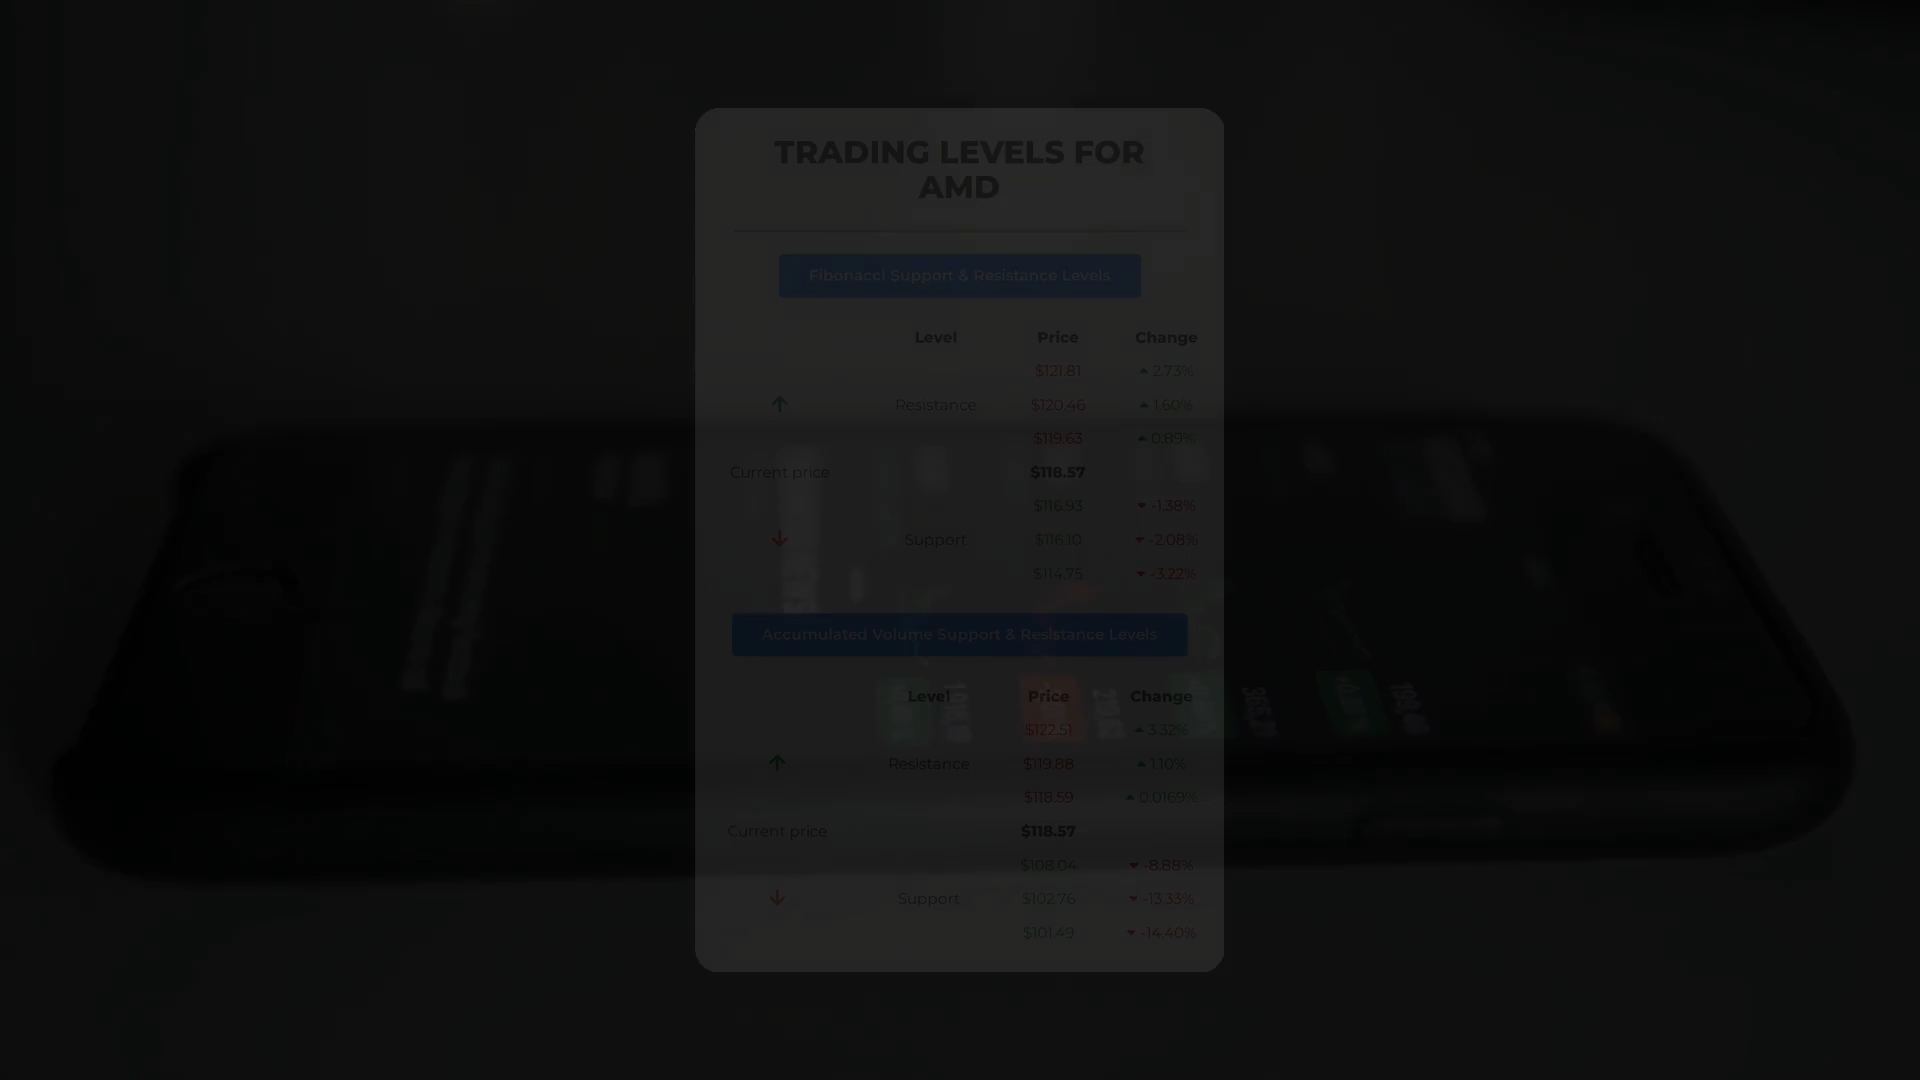 TRADING LEVELS FOR
AMD
Fibonacci Support & Resistance Levels
Level Price Change
$121.81 2.73%
Resistance $120.46 1.60%
$119.63 0.89%
Current price $118.57
$116.93 -1.38%
Support $116.10 -2.08%
$114.75 -3.22%
Accumulated Volume Support & Resistance Levels
Level Price Change
$122.51 3.32%
Resistance $119.88 1.10%
$118.59 0.0169%
Current price $118.57
$108.04 -8.88%
Support $102.76 -13.33%
$101.49 -14.40%